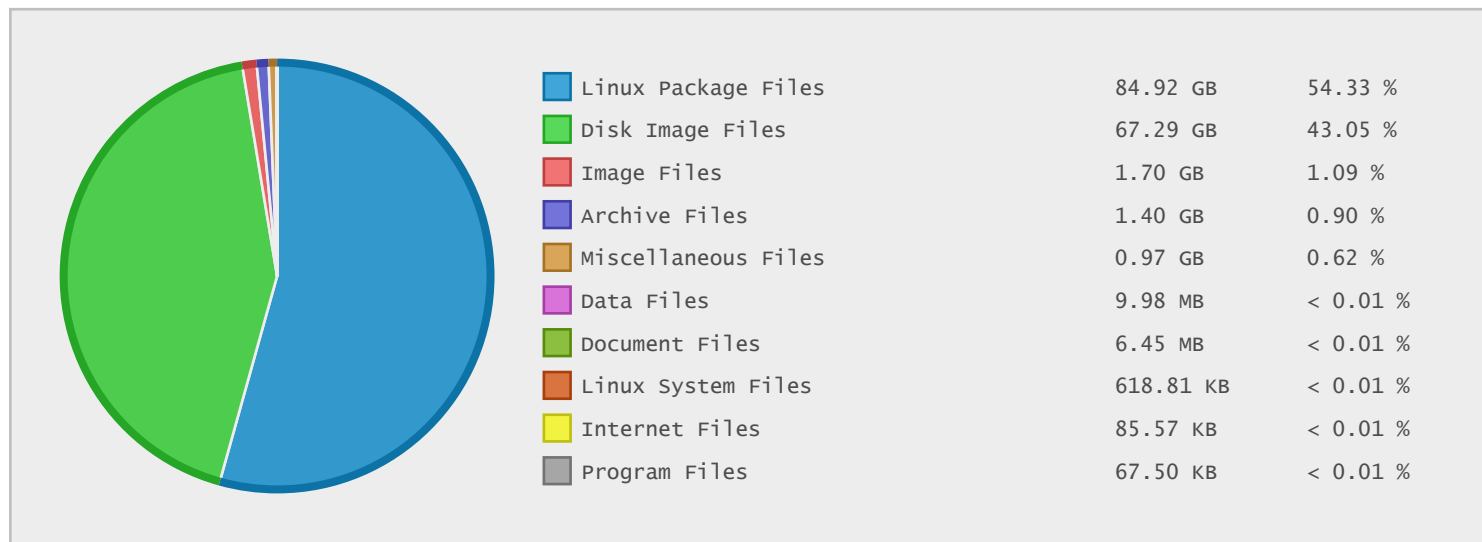 Linux Package Files 84.92 GB 54.33 %
Disk Image Files 67.29 GB 43.05 %
Image Files 1.70 GB 1.09 %
Archive Files 1.40 GB 0.90 %
Miscellaneous Files 0.97 GB 0.62 %
Data Files 9.98 MB < 0.01 %
Document Files 6.45 MB < 0.01 %
Linux System Files 618.81 KB < 0.01 %
Internet Files 85.57 KB < 0.01 %
Program Files 67.50 KB < 0.01 %